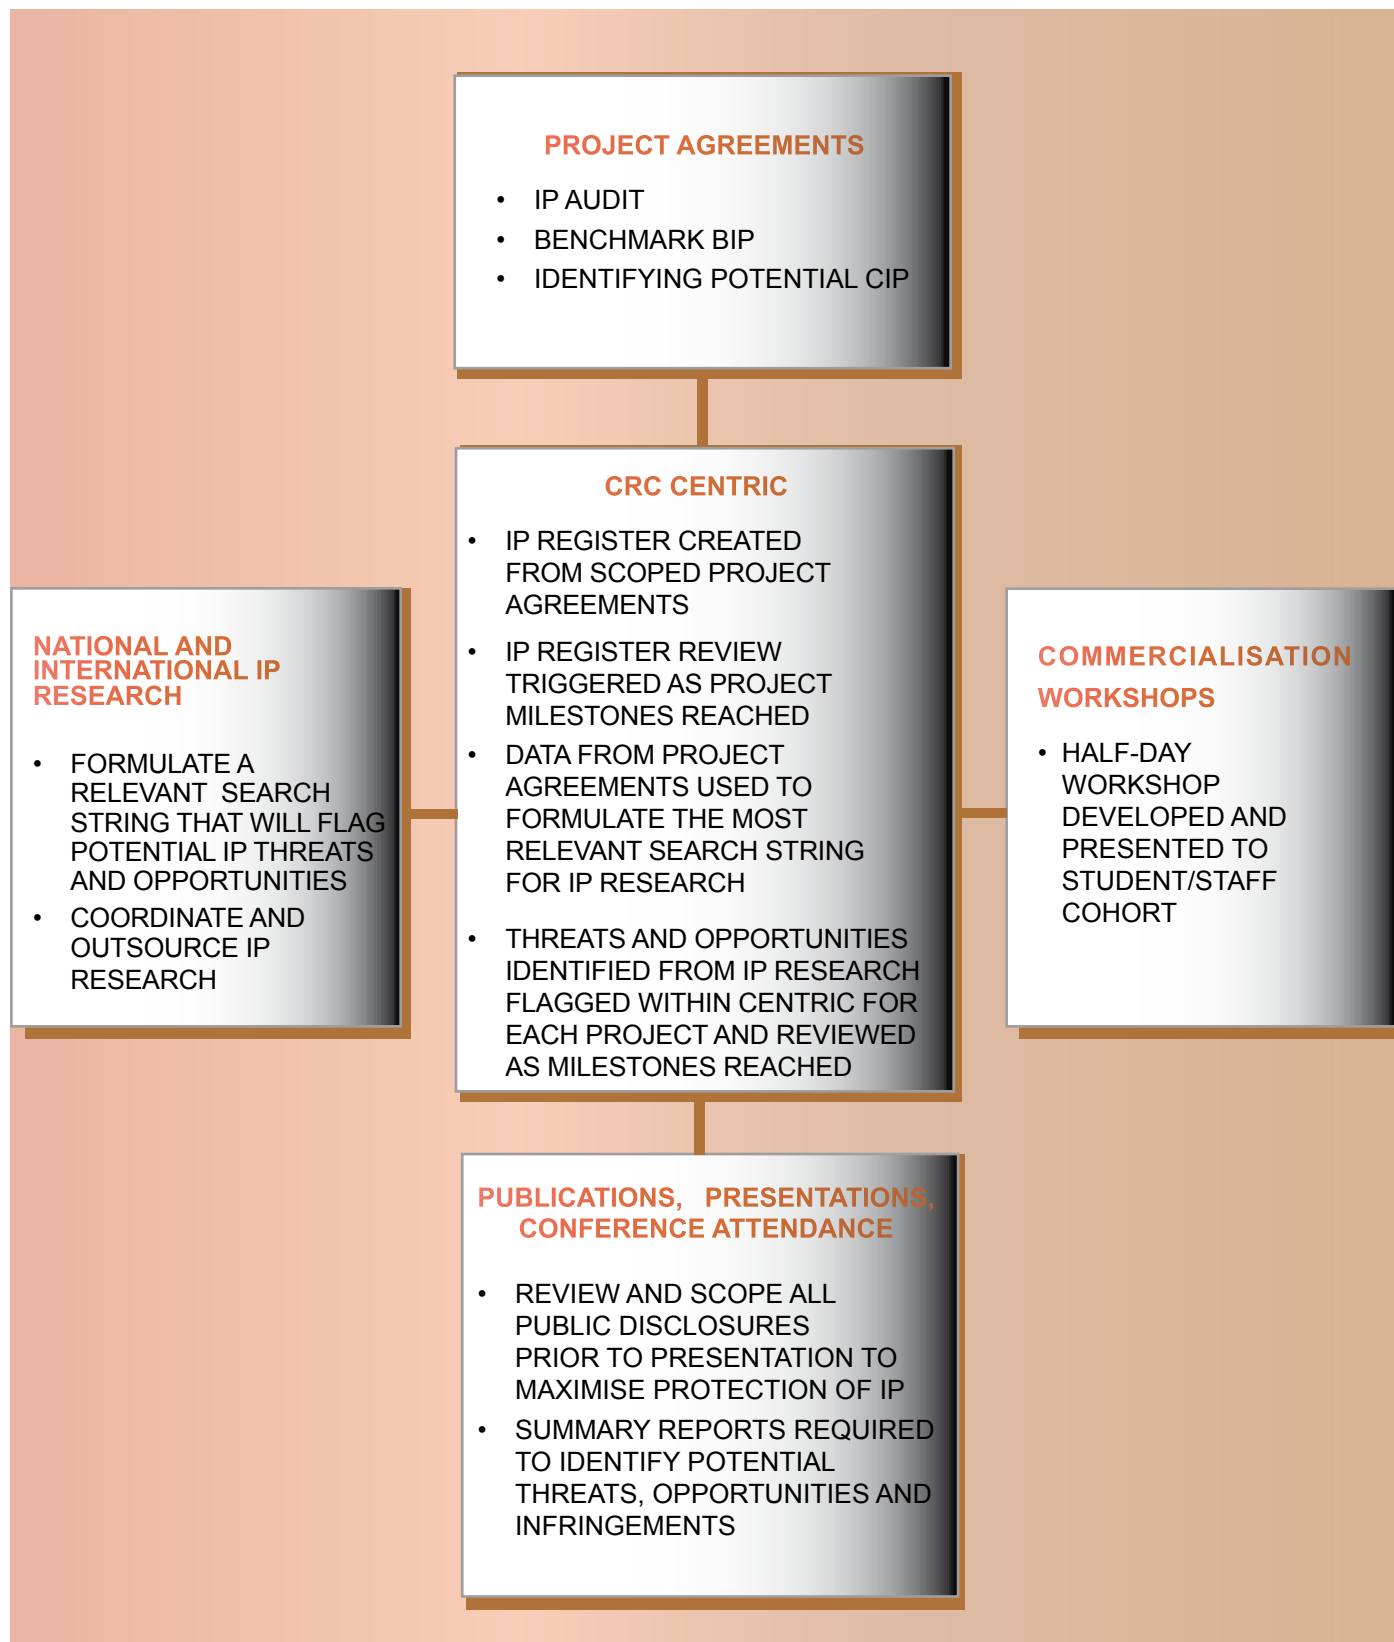 PROJECT AGREEMENTS
• IP AUDIT
• BENCHMARK BIP
• IDENTIFYING POTENTIAL CIP
CRC CENTRIC
• IP REGISTER CREATED
FROM SCOPED PROJECT
AGREEMENTS
• IP REGISTER REVIEW
TRIGGERED AS PROJECT
MILESTONES REACHED
• DATA FROM PROJECT
AGREEMENTS USED TO
FORMULATE THE MOST
RELEVANT SEARCH STRING
FOR IP RESEARCH
• THREATS AND OPPORTUNITIES
IDENTIFIED FROM IP RESEARCH
FLAGGED WITHIN CENTRIC FOR
EACH PROJECT AND REVIEWED
AS MILESTONES REACHED
NATIONAL AND
INTERNATIONAL IP
RESEARCH
• FORMULATE A
RELEVANT SEARCH
STRING THAT WILL FLAG
POTENTIAL IP THREATS
AND OPPORTUNITIES
• COORDINATE AND
OUTSOURCE IP
RESEARCH
COMMERCIALISATION
WORKSHOPS
• HALF-DAY
WORKSHOP
DEVELOPED AND
PRESENTED TO
STUDENT/STAFF
COHORT
PUBLICATIONS, PRESENTATIONS,
CONFERENCE ATTENDANCE
• REVIEW AND SCOPE ALL
PUBLIC DISCLOSURES
PRIOR TO PRESENTATION TO
MAXIMISE PROTECTION OF IP
• SUMMARY REPORTS REQUIRED
TO IDENTIFY POTENTIAL
THREATS, OPPORTUNITIES AND
INFRINGEMENTS